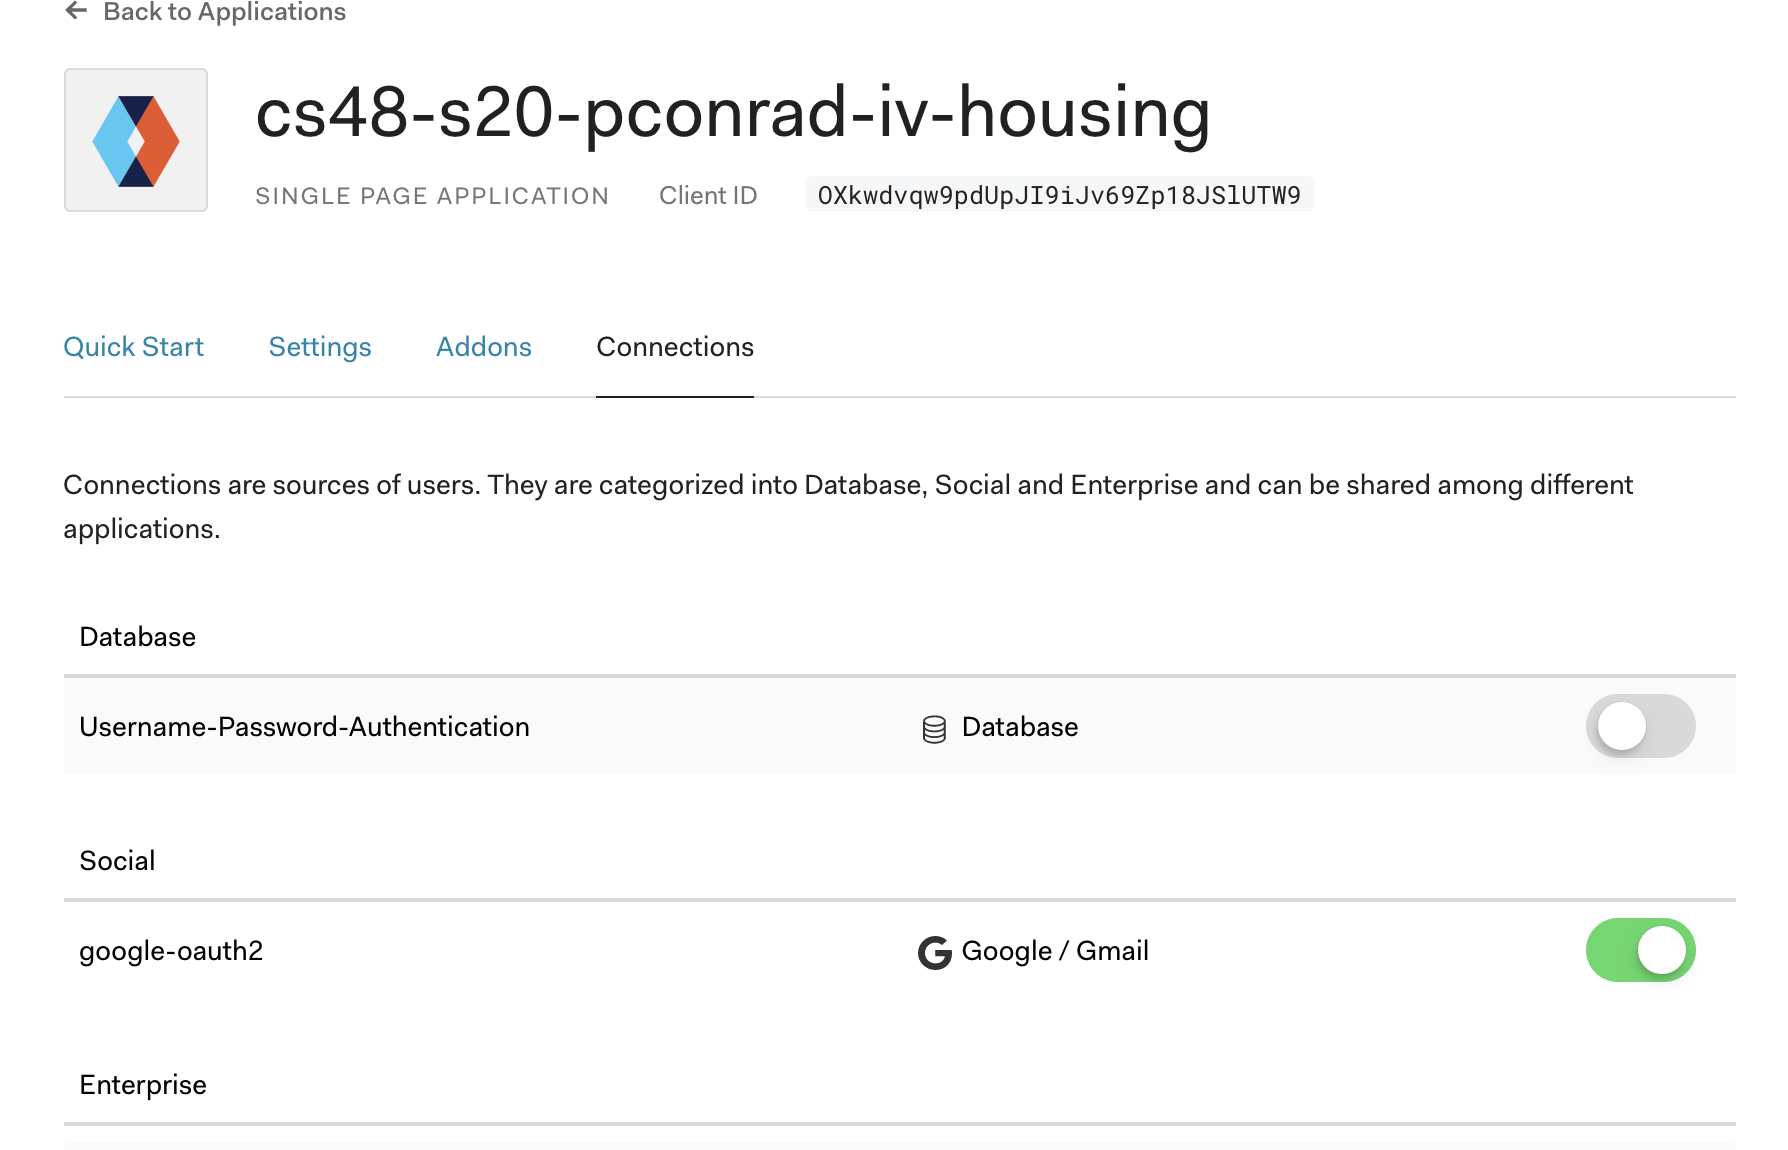 Back to Applications
cs48-s20-pconrad-iv-housing
SINGLE PAGE APPLICATION Client ID OXkwdvqw9pdUpJI9iJv69Zp18JSlUTW9
Quick Start Settings Addons Connections
Connections are sources of users. They are categorized into Database, Social and Enterprise and can be shared among different
applications.
Database
Username-Password-Authentication Database
Social
google-oauth2 Google / Gmail
Enterprise